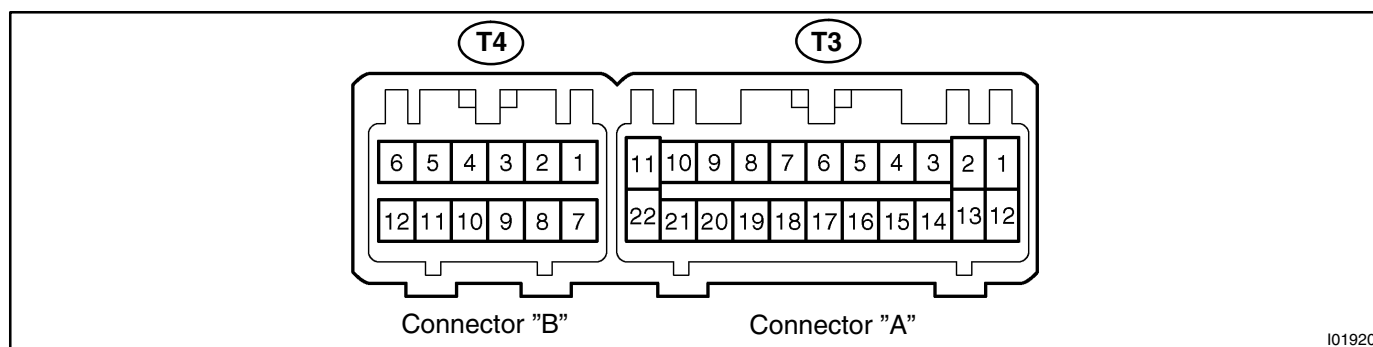 T4 T3
6 5 4 3 2 1 11 10 9 8 7 6 5 4 3 2 1
12 11 10 9 8 7 22 21 20 19 18 17 16 15 14 13 12
Connector ”B” Connector ”A”
I01920